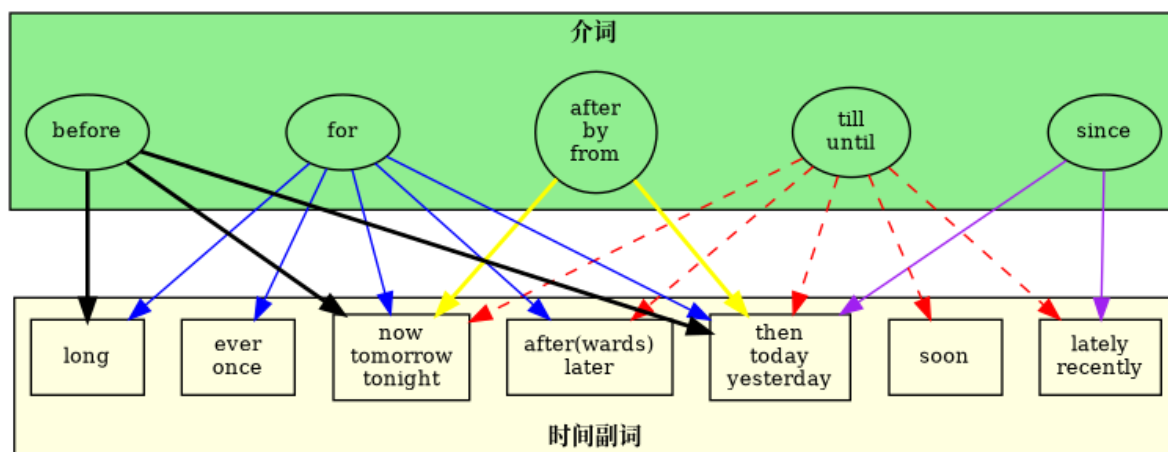 介词
before
for
after
by
from
till
until
since
long
ever
once
now
tomorrow
tonight
after(wards)
later
then
today
yesterday
soon
lately
recently
时间副词